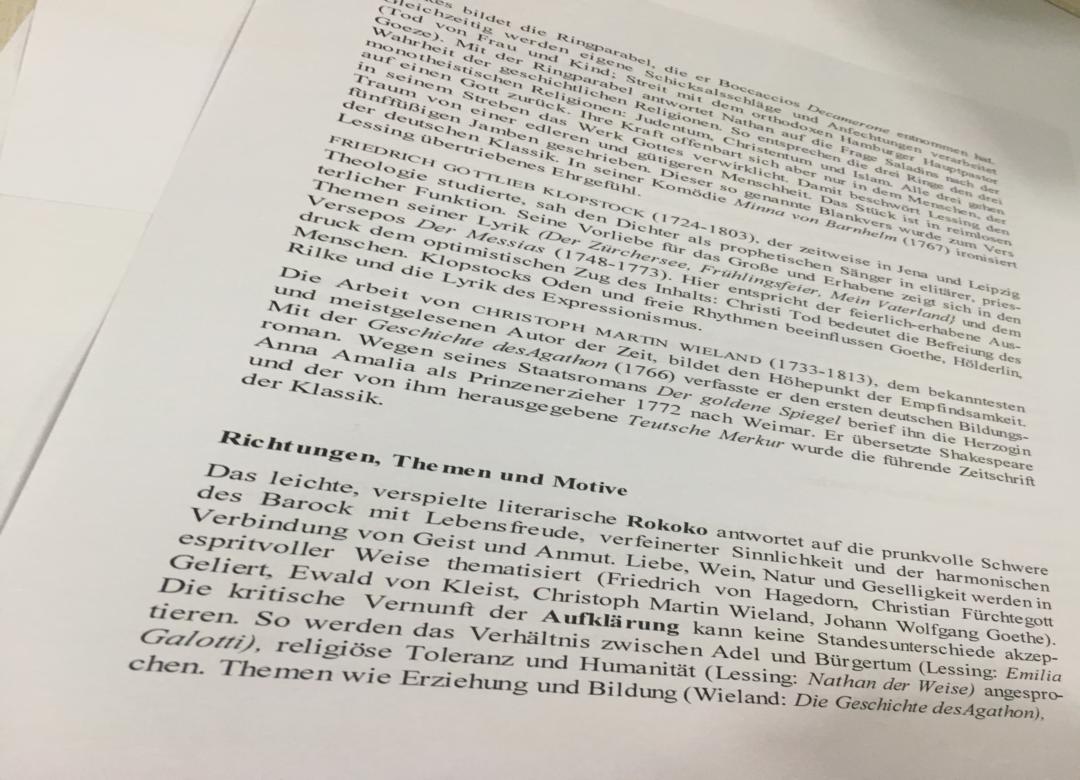 es bildet die Ringparabel, die er Boccaccios Decamerone entnommen hat.
Gleichzeitig werden eigene Schicksalsschläge und Anfechtungen verarbeitet
(Tod von Frau und Kind; Streit mit dem orthodoxen Hamburger Hauptpastor
Goeze). Mit der Ringparabel antwortet Nathan auf die Frage Saladins nach der
Wahrheit der geschichtlichen Religionen. So entsprechen die drei Ringe den drei
monotheistischen Religionen: Judentum, Christentum und Islam. Alle drei gehen
auf einen Gott zurück. Ihre Kraft offenbart sich aber nur in dem Menschen, der
in seinem Streben das Werk Gottes verwirklicht. Damit beschwört Lessing den
Traum von einer edleren und gütigeren Menschheit. Das Stück ist in reimlosen
fünffüßigen Jamben geschrieben. Dieser so genannte Blankvers wurde zum Vers
der deutschen Klassik. In seiner Komödie Minna von Barnhelm (1767) ironisiert
Lessing übertriebenes Ehrgefühl.
FRIEDRICH GOTTLIEB KLOPSTOCK (1724-1803), der zeitweise in Jena und Leipzig
Theologie studierte, sah den Dichter als prophetischen Sänger in elitärer, pries-
terlicher Funktion. Seine Vorliebe für das Große und Erhabene zeigt sich in den
Themen seiner Lyrik (Der Zürchersee, Frühlingsfeier, Mein Vaterland} und dem
Versepos Der Messias (1748-1773). Hier entspricht der feierlich-erhabene Aus-
druck dem optimistischen Zug des Inhalts: Christi Tod bedeutet die Befreiung des
Menschen. Klopstocks Oden und freie Rhythmen beeinflussen Goethe, Hölderlin,
Rilke und die Lyrik des Expressionismus.
Die Arbeit von CHRISTOPH MARTIN WIELAND (1733-1813), dem bekanntesten
und meistgelesenen Autor der Zeit, bildet den Höhepunkt der Empfindsamkeit.
Mit der Geschichte desAgathon (1766) verfasste er den ersten deutschen Bildungs-
roman. Wegen seines Staatsromans Der goldene Spiegel berief ihn die Herzogin
Anna Amalia als Prinzenerzieher 1772 nach Weimar. Er übersetzte Shakespeare
und der von ihm herausgegebene Teutsche Merkur wurde die führende Zeitschrift
der Klassik.
Richtungen, Themen und Motive
Das leichte, verspielte literarische Rokoko antwortet auf die prunkvolle Schwere
des Barock mit Lebensfreude, verfeinerter Sinnlichkeit und der harmonischen
Verbindung von Geist und Anmut. Liebe, Wein, Natur und Geselligkeit werden in
espritvoller Weise thematisiert (Friedrich von Hagedorn, Christian Fürchtegott
Geliert, Ewald von Kleist, Christoph Martin Wieland, Johann Wolfgang Goethe).
Die kritische Vernunft der Aufklärung kann keine Standesunterschiede akzep-
tieren. So werden das Verhältnis zwischen Adel und Bürgertum (Lessing: Emilia
Galotti), religiöse Toleranz und Humanität (Lessing: Nathan der Weise) angespro-
chen. Themen wie Erziehung und Bildung (Wieland: Die Geschichte desAgathon),